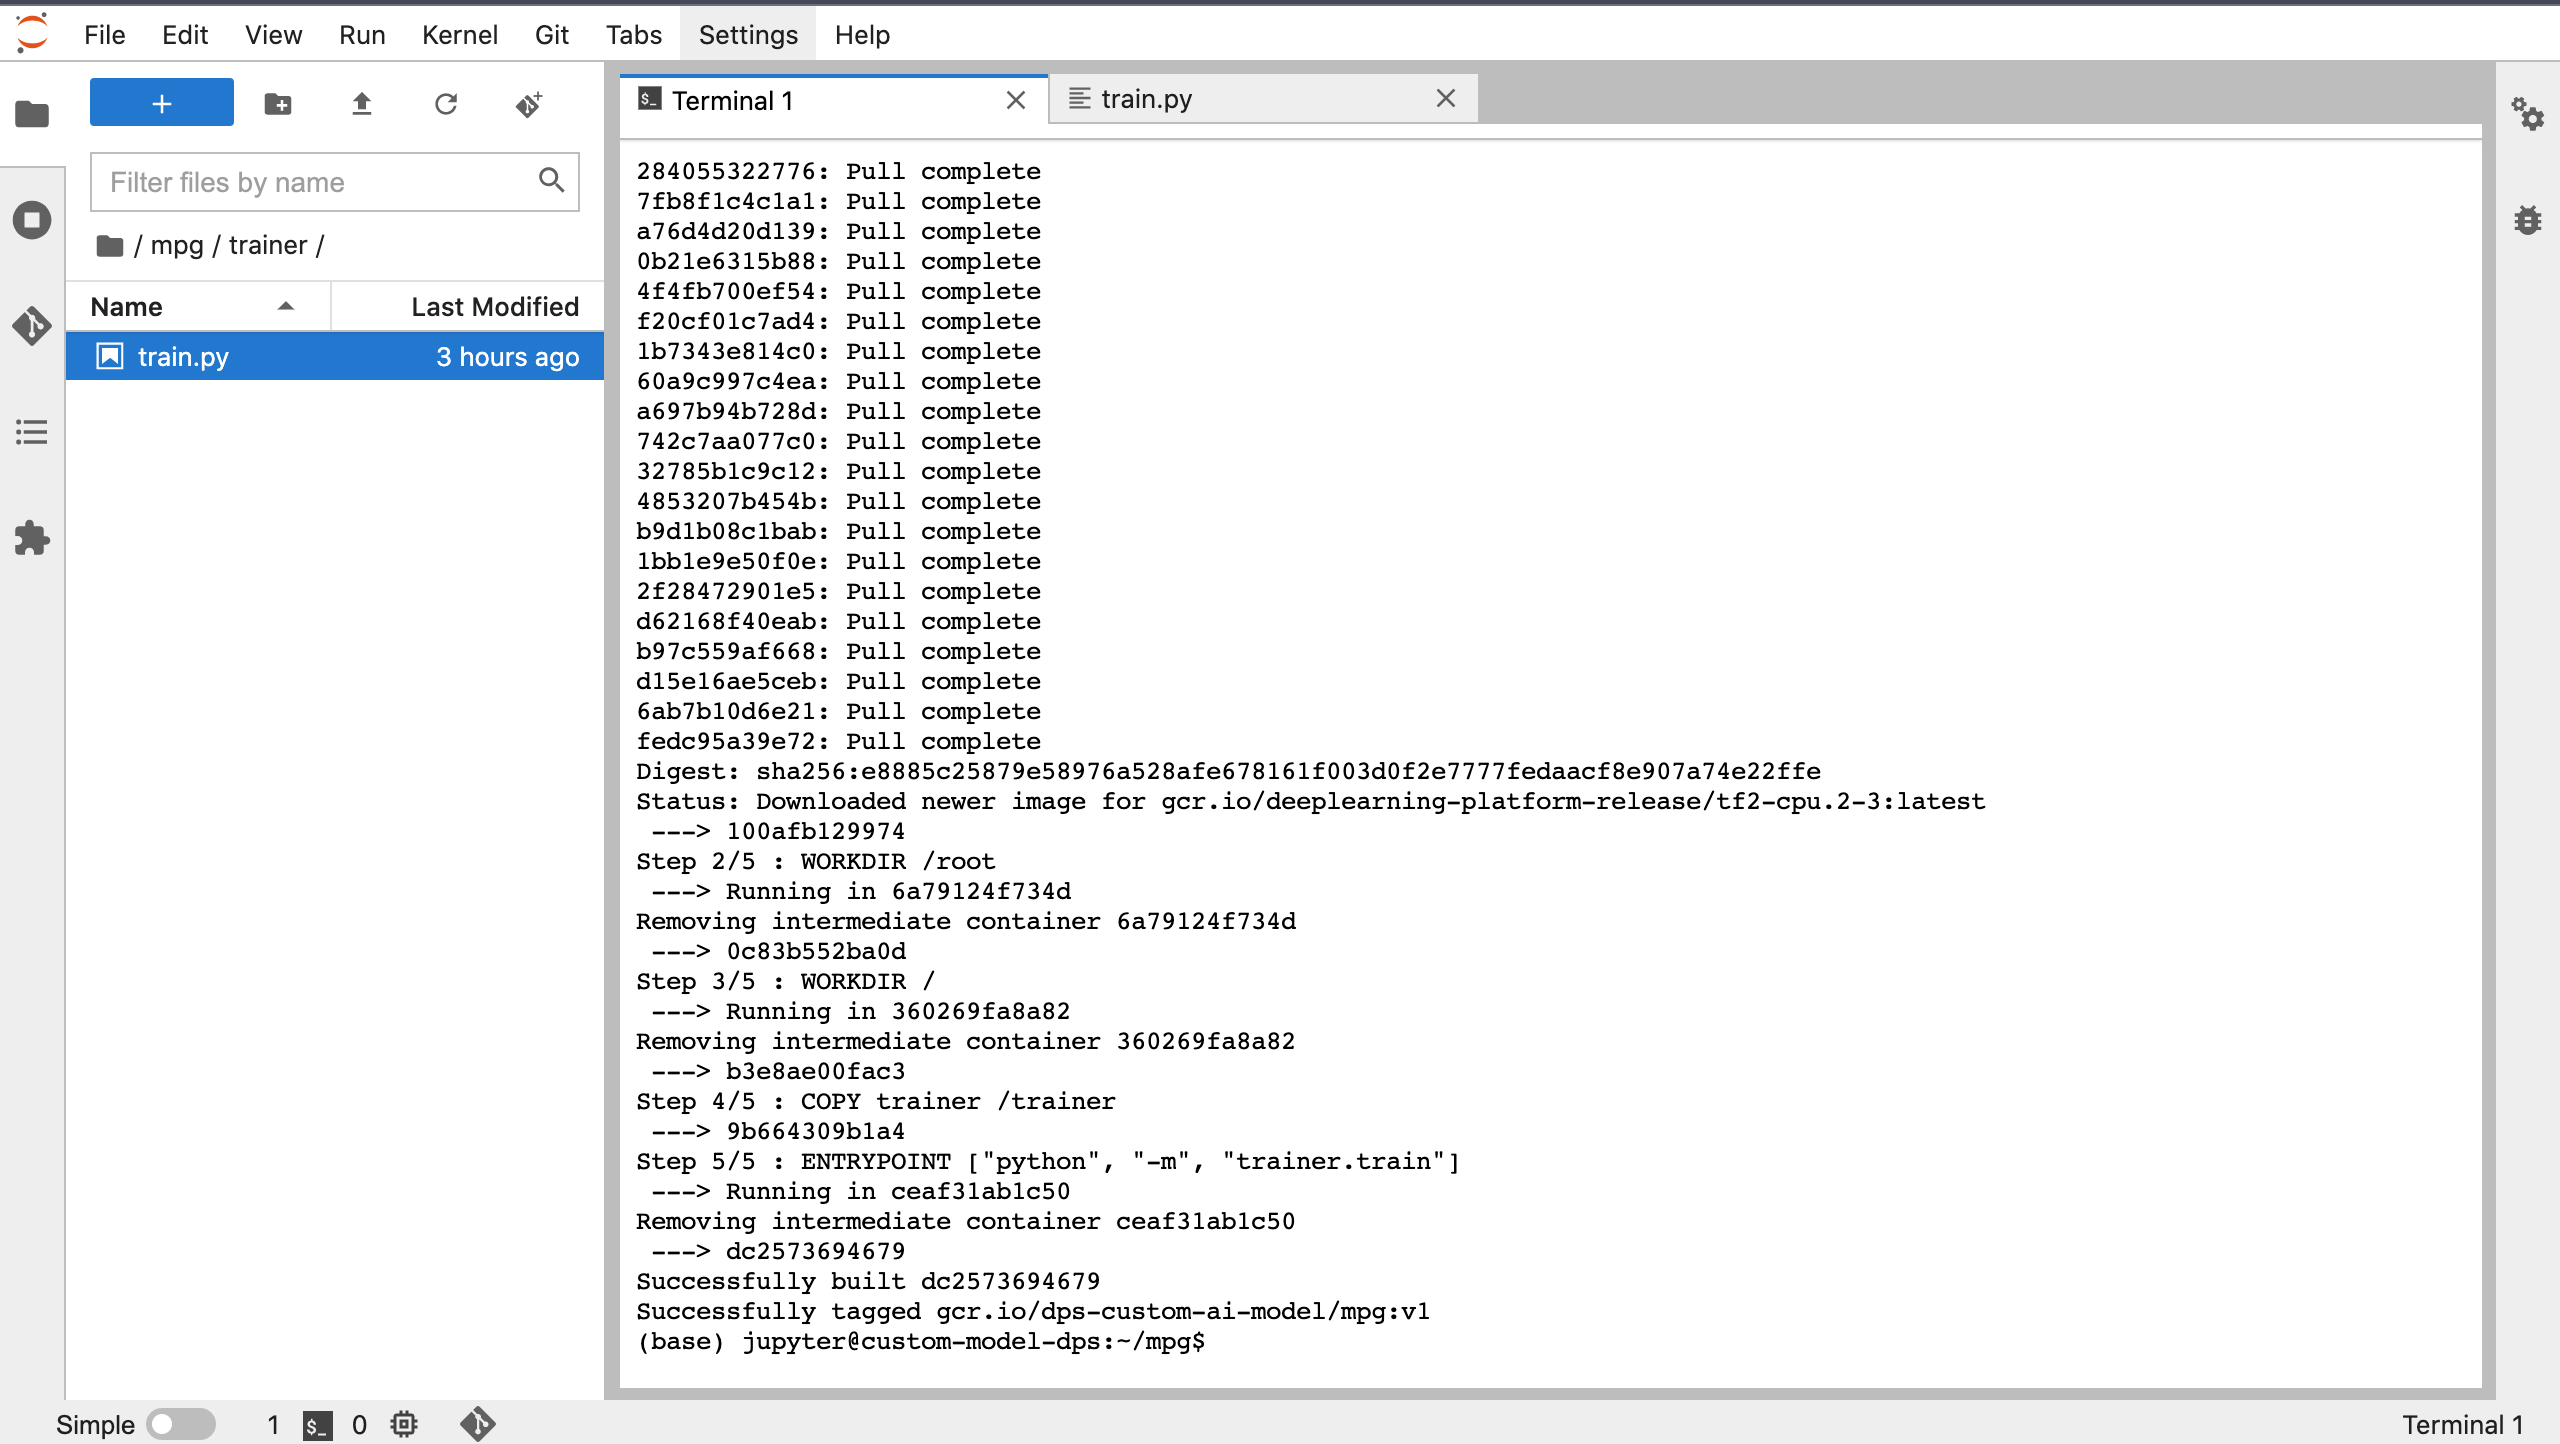 File Edit View Run Kernel Git Tabs Settings Help
+
Filter files by name
/ mpg / trainer /
Name Last Modified
train.py 3 hours ago
Terminal 1 train.py
284055322776: Pull complete
7fb8f1c4c1a1: Pull complete
a76d4d20d139: Pull complete
0b21e6315b88: Pull complete
4f4fb700ef54: Pull complete
f20cf01c7ad4: Pull complete
1b7343e814c0: Pull complete
60a9c997c4ea: Pull complete
a697b94b728d: Pull complete
742c7aa077c0: Pull complete
32785b1c9c12: Pull complete
4853207b454b: Pull complete
b9d1b08c1bab: Pull complete
1bb1e9e50f0e: Pull complete
2f28472901e5: Pull complete
d62168f40eab: Pull complete
b97c559af668: Pull complete
d15e16ae5ceb: Pull complete
6ab7b10d6e21: Pull complete
fedc95a39e72: Pull complete
Digest: sha256:e8885c25879e58976a528afe678161f003d0f2e7777fedaacf8e907a74e22ffe
Status: Downloaded newer image for gcr.io/deeplearning-platform-release/tf2-cpu.2-3:latest
---> 100afb129974
Step 2/5 : WORKDIR /root
---> Running in 6a79124f734d
Removing intermediate container 6a79124f734d
---> 0c83b552ba0d
Step 3/5 : WORKDIR /
---> Running in 360269fa8a82
Removing intermediate container 360269fa8a82
---> b3e8ae00fac3
Step 4/5 : COPY trainer /trainer
---> 9b664309b1a4
Step 5/5 : ENTRYPOINT ["python", "-m", "trainer.train"]
---> Running in ceaf31ab1c50
Removing intermediate container ceaf31ab1c50
---> dc2573694679
Successfully built dc2573694679
Successfully tagged gcr.io/dps-custom-ai-model/mpg:v1
(base) jupyter@custom-model-dps:~/mpg$
Simple 1 $_ 0 Terminal 1